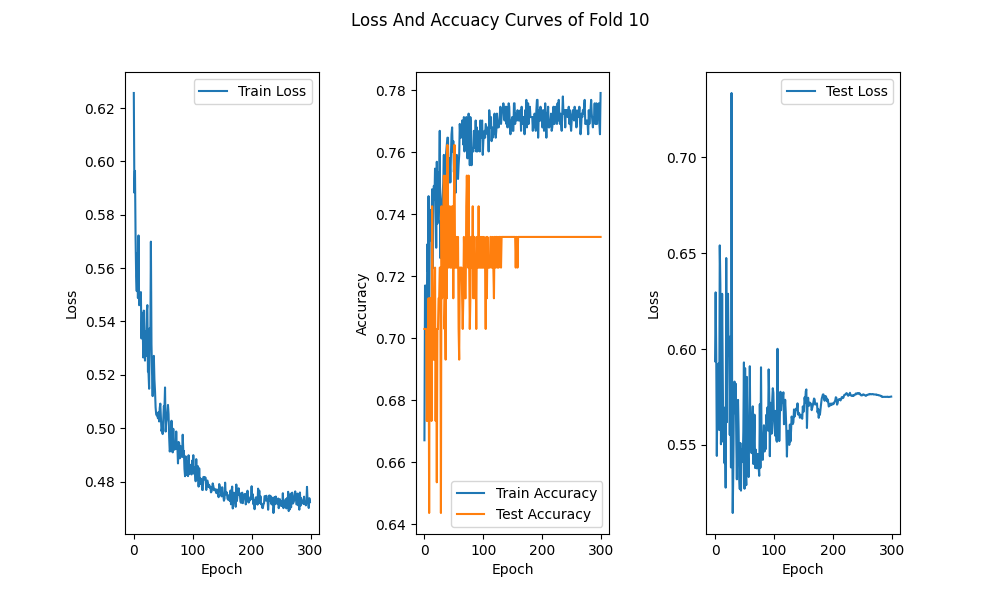 Loss And Accuacy Curves of Fold 10
Train Loss
0.62
0.60
0.58
0.56
0.54
0.52
0.50
0.48
Loss
0 100 200 300
Epoch
0.78
0.76
0.74
0.72
0.70
0.68
0.66
0.64
Accuracy
Train Accuracy
Test Accuracy
0 100 200 300
Epoch
Test Loss
0.70
0.65
0.60
0.55
Loss
0 100 200 300
Epoch